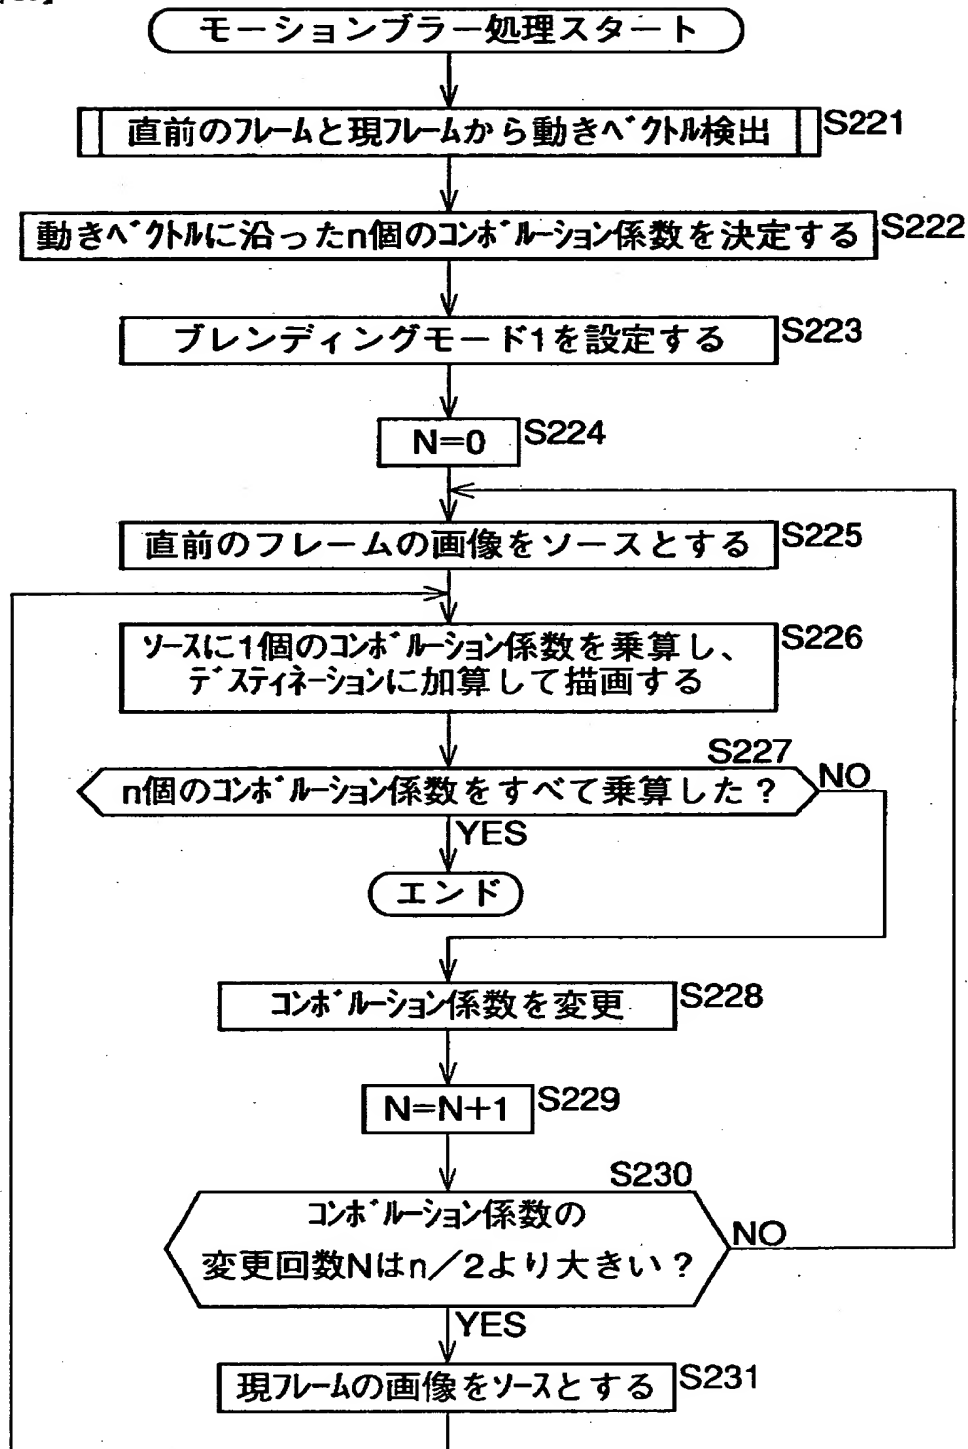 モーションブラー処理スタート
直前のフレームと現フレームから動きベクトル検出
S221
動きベクトルに沿ったn個のコンボルーション係数を決定する
S222
ブレンディングモード1を設定する
S223
N=0
S224
直前のフレームの画像をソースとする
S225
ソースに1個のコンボルーション係数を乗算し、
デスティネーションに加算して描画する
S226
S227
n個のコンボルーション係数をすべて乗算した?
NO
YES
エンド
コンボルーション係数を変更
S228
N=N+1
S229
S230
コンボルーション係数の
変更回数Nはn/2より大きい?
NO
YES
現フレームの画像をソースとする
S231